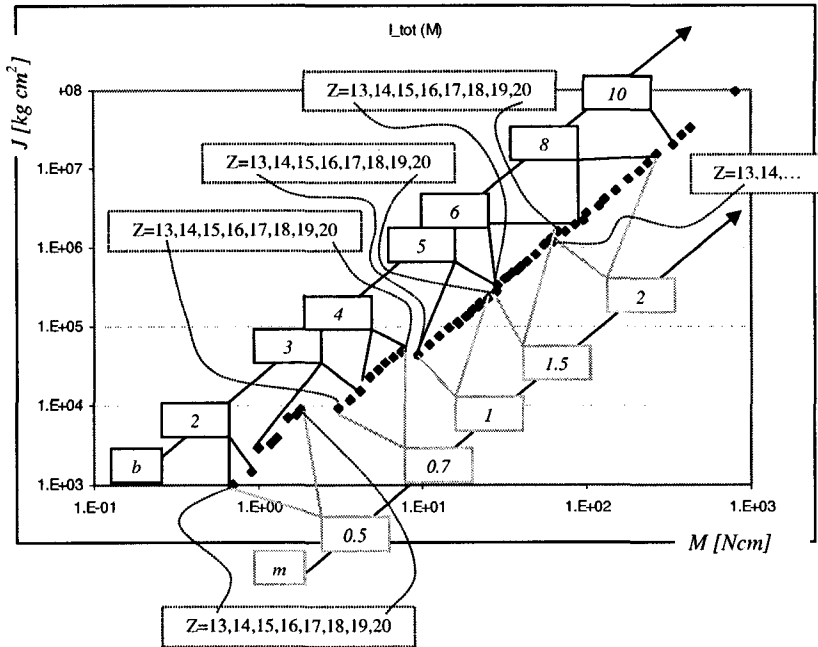 I_tot (M)
J [kg cm²]
+08
1.E+07
1.E+06
1.E+05
1.E+04
1.E+03
Z=13,14,15,16,17,18,19,20
Z=13,14,15,16,17,18,19,20
Z=13,14,15,16,17,18,19,20
Z=13,14,…
10
8
6
5
4
3
2
b
2
1.5
1
0.7
0.5
m
1.E-01
1.E+00
1.E+01
1.E+02
1.E+03
M [Ncm]
Z=13,14,15,16,17,18,19,20